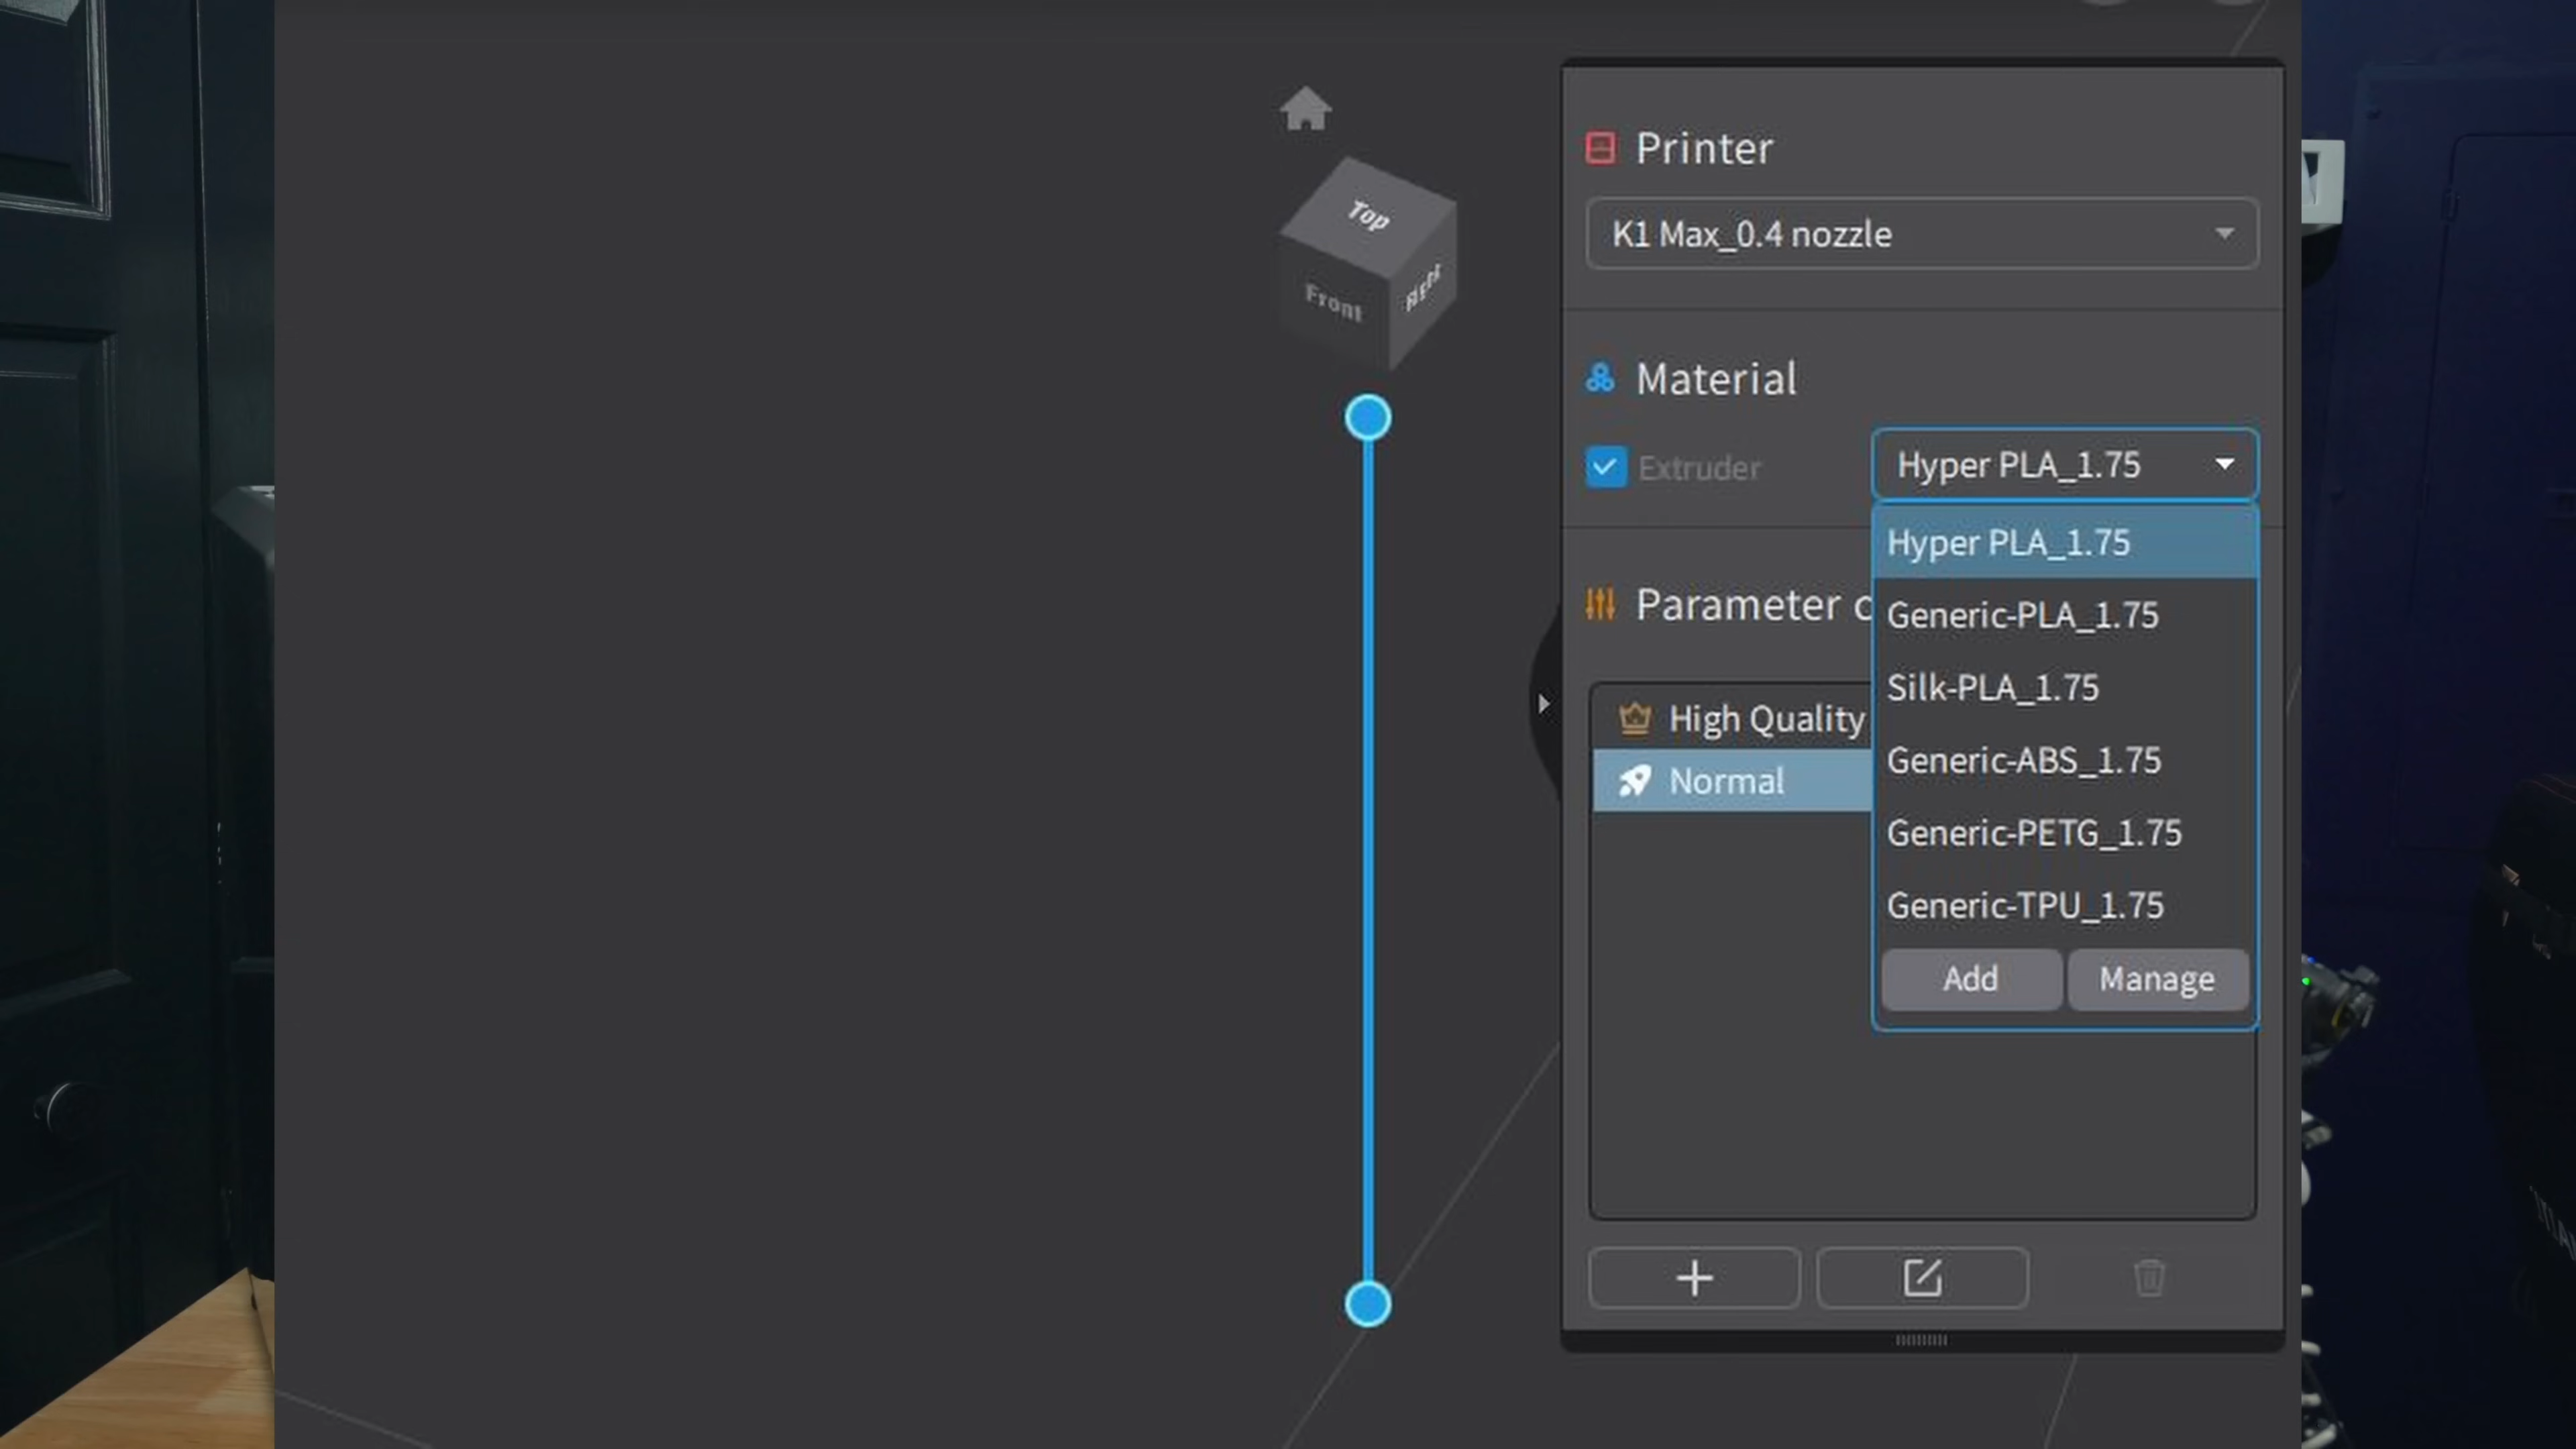 Printer
K1 Max_0.4 nozzle
Top
Front
Right
Material
Extruder
Hyper PLA_1.75
Hyper PLA_1.75
Generic-PLA_1.75
Silk-PLA_1.75
Generic-ABS_1.75
Generic-PETG_1.75
Generic-TPU_1.75
Add
Manage
Parameter c
High Quality
Normal